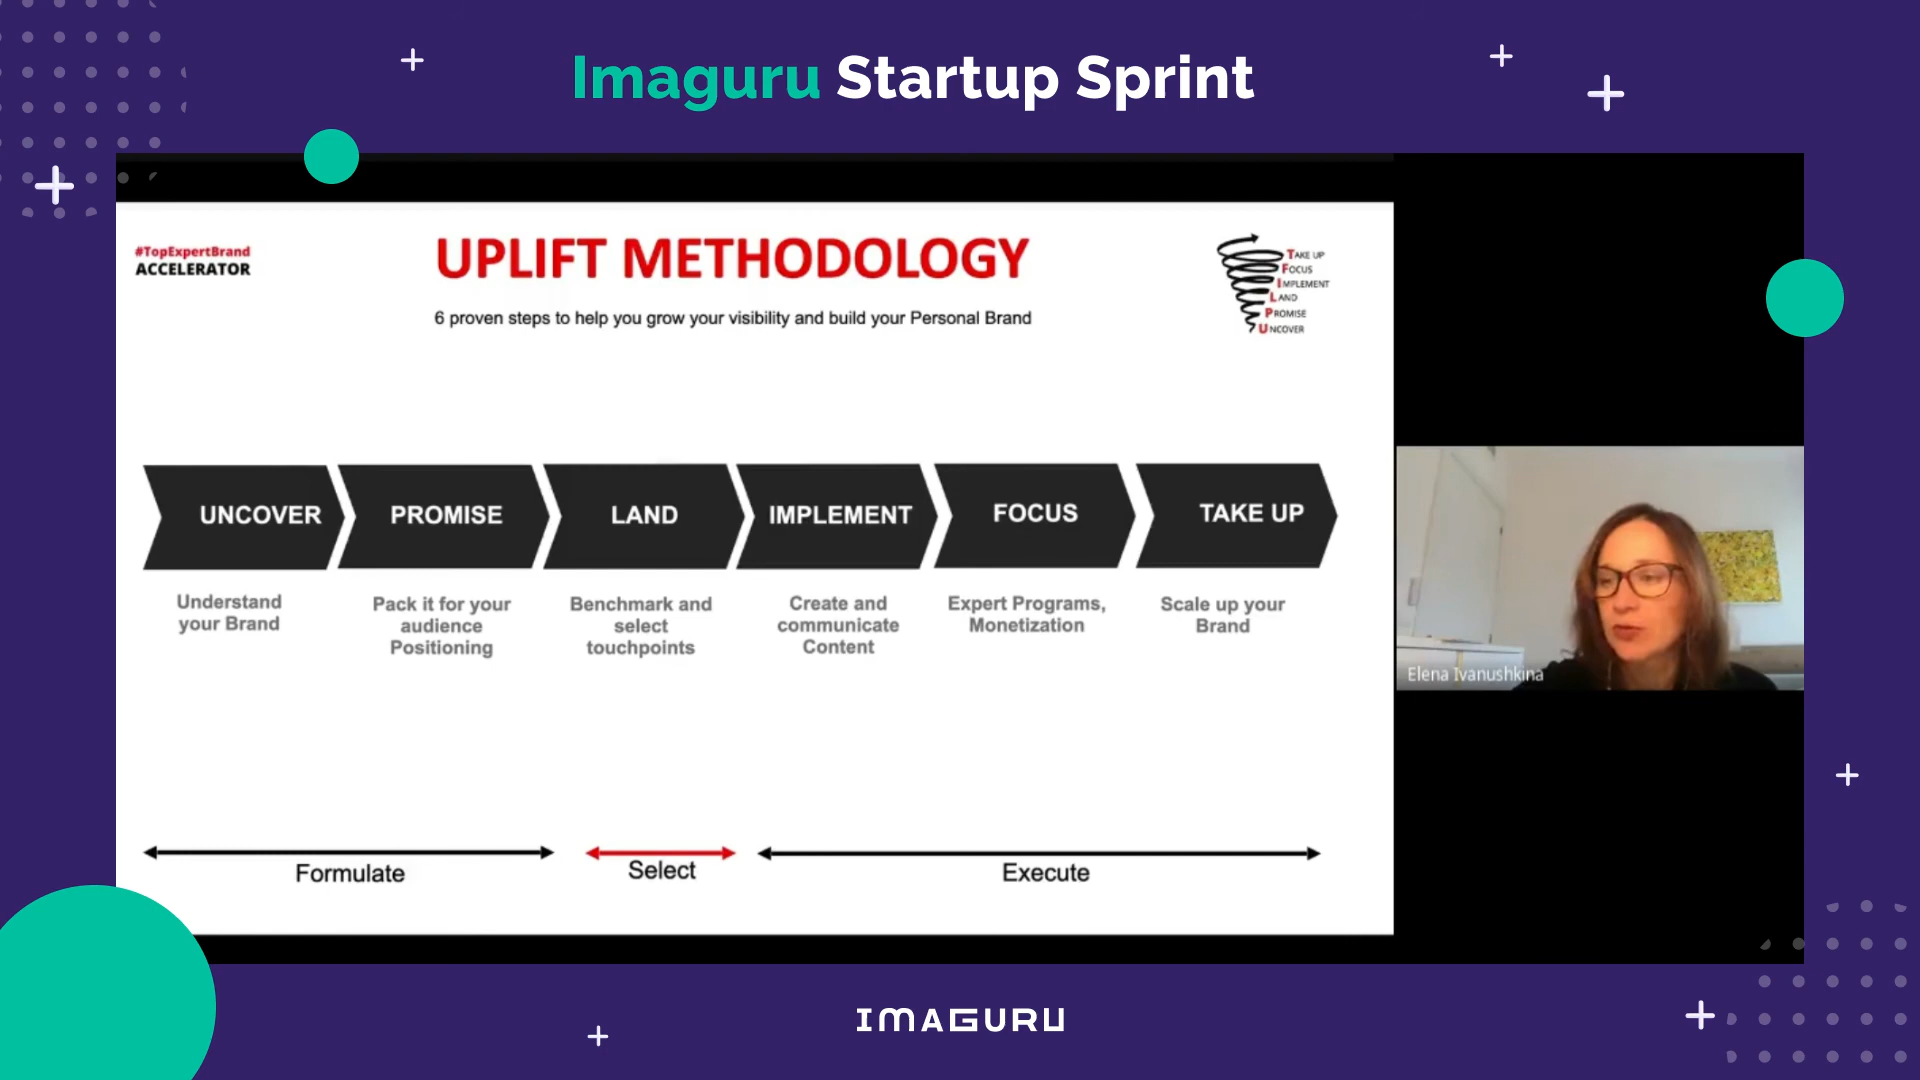 Imaguru Startup Sprint
#TopExpertBrand
ACCELERATOR
UPLIFT METHODOLOGY
6 proven steps to help you grow your visibility and build your Personal Brand
TAKE UP
FOCUS
IMPLEMENT
LAND
PROMISE
UNCOVER
UNCOVER
PROMISE
LAND
IMPLEMENT
FOCUS
TAKE UP
Understand
your Brand
Pack it for your
audience
Positioning
Benchmark and
select
touchpoints
Create and
communicate
Content
Expert Programs,
Monetization
Scale up your
Brand
Formulate
Select
Execute
Elena Ivanushkina
IMAGURU